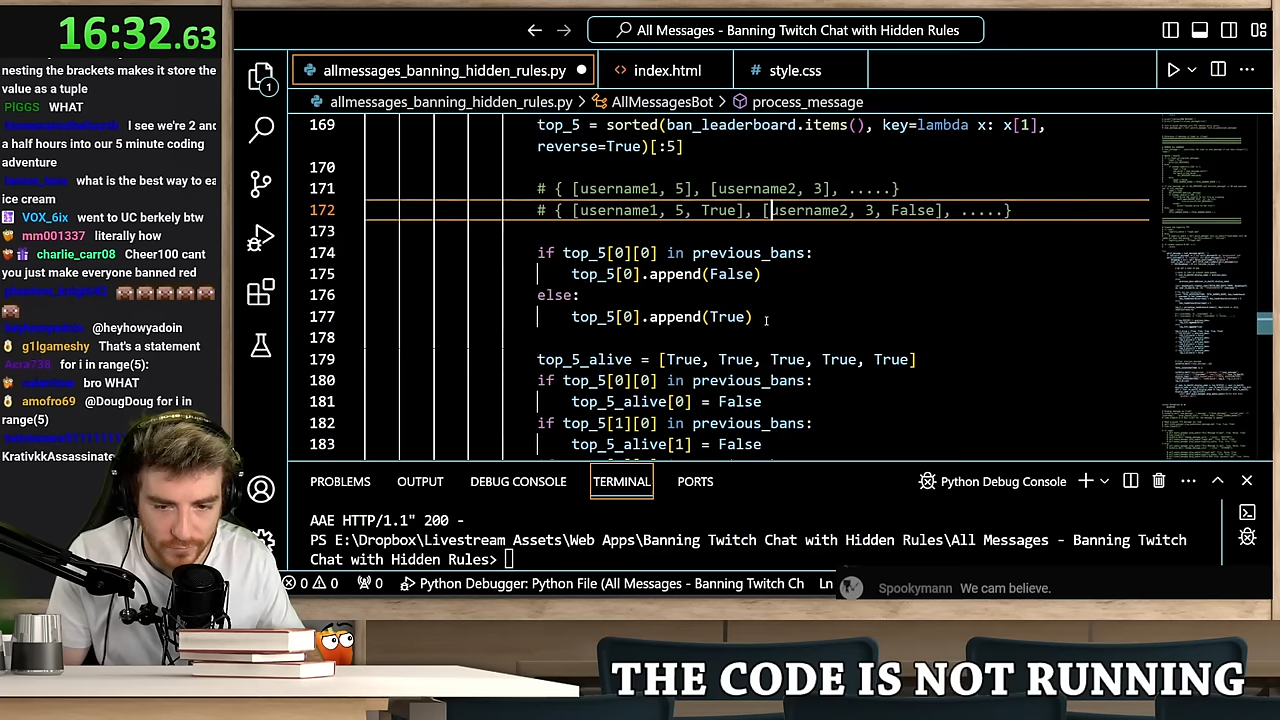 16:32.63
nesting the brackets makes it store the
value as a tuple
PIGGS WHAT
I see we're 2 and
a half hours into our 5 minute coding
adventure
what is the best way to ea
ice cream
VOX_6ix went to UC berkely btw
mm001337 literally how
charlie_carr08 Cheer100 cant
you just make everyone banned red
@heyhowyadoin
g1lgameshy That's a statement
Axra738 for i in range(5):
bro WHAT
amofro69 @DougDoug for i in
range(5)
KrativkkAssassinate
All Messages - Banning Twitch Chat with Hidden Rules
allmessages_banning_hidden_rules.py
index.html
style.css
allmessages_banning_hidden_rules.py > AllMessagesBot > process_message
1
169 top_5 = sorted(ban_leaderboard.items(), key=lambda x: x[1],
reverse=True)[:5]
170
171 # { [username1, 5], [username2, 3], .....}
172 # { [username1, 5, True], [username2, 3, False], .....}
173
174 if top_5[0][0] in previous_bans:
175 top_5[0].append(False)
176 else:
177 top_5[0].append(True)
178
179 top_5_alive = [True, True, True, True, True]
180 if top_5[0][0] in previous_bans:
181 top_5_alive[0] = False
182 if top_5[1][0] in previous_bans:
183 top_5_alive[1] = False
PROBLEMS OUTPUT DEBUG CONSOLE TERMINAL PORTS
Python Debug Console
AAE HTTP/1.1" 200 -
PS E:\Dropbox\Livestream Assets\Web Apps\Banning Twitch Chat with Hidden Rules\All Messages - Banning Twitch
Chat with Hidden Rules>
0 0 0 Python Debugger: Python File (All Messages - Banning Twitch Ch Ln
Spookymann We cam believe.
THE CODE IS NOT RUNNING